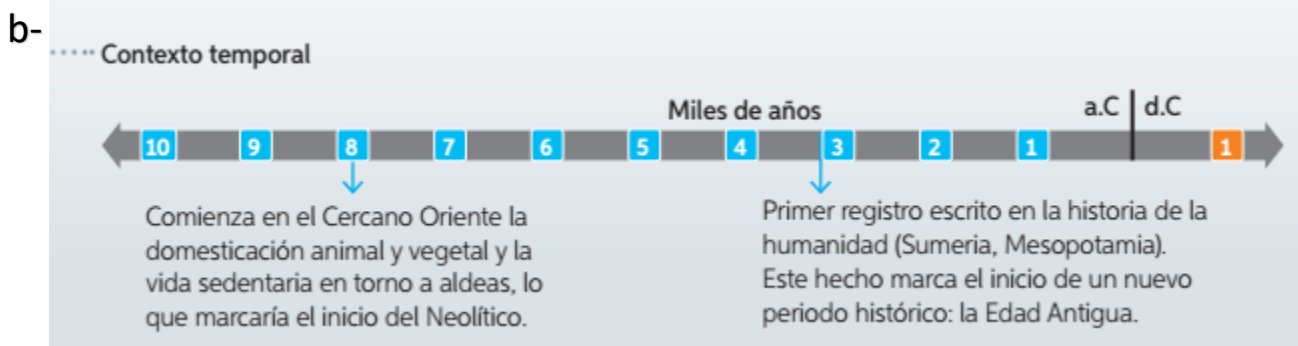 b-
Contexto temporal
Miles de años
a.C d.C
10 9 8 7 6 5 4 3 2 1 1
Comienza en el Cercano Oriente la
domesticación animal y vegetal y la
vida sedentaria en torno a aldeas, lo
que marcaría el inicio del Neolítico.
Primer registro escrito en la historia de la
humanidad (Sumeria, Mesopotamia).
Este hecho marca el inicio de un nuevo
periodo histórico: la Edad Antigua.